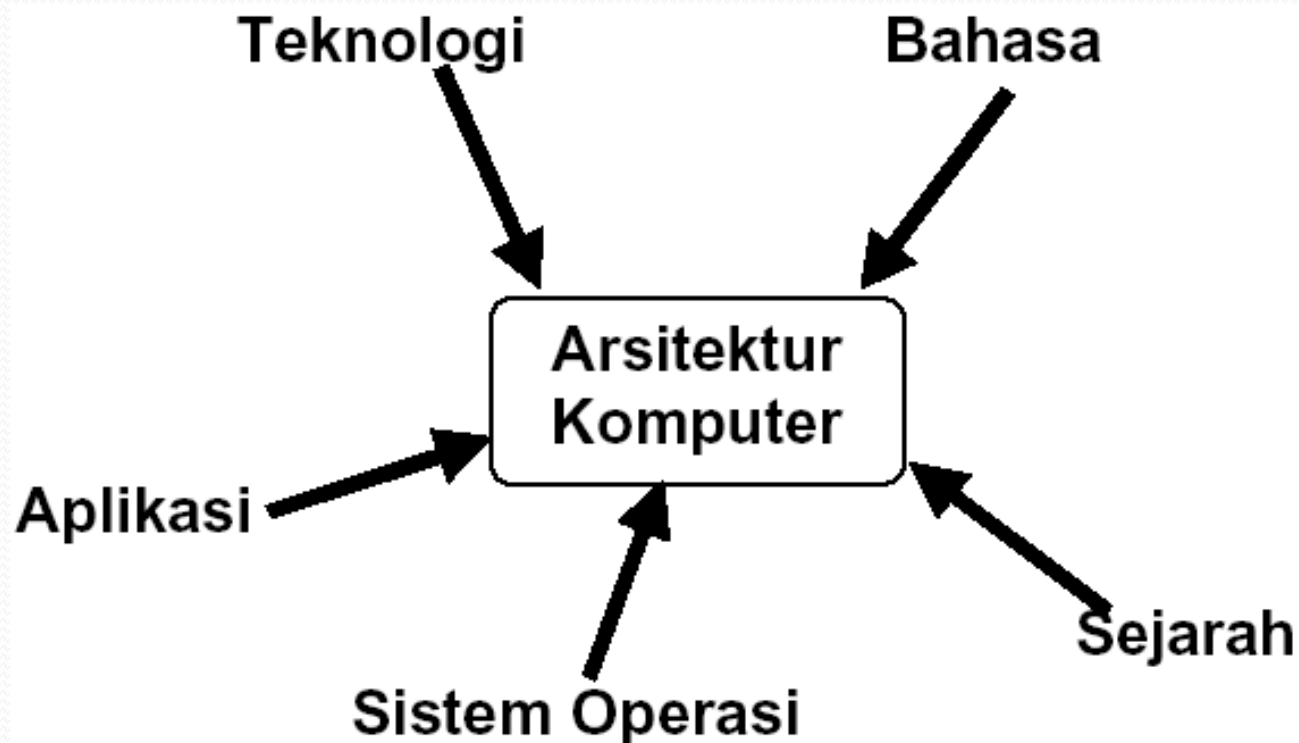 Teknologi
Bahasa
Arsitektur
Komputer
Aplikasi
Sejarah
Sistem Operasi